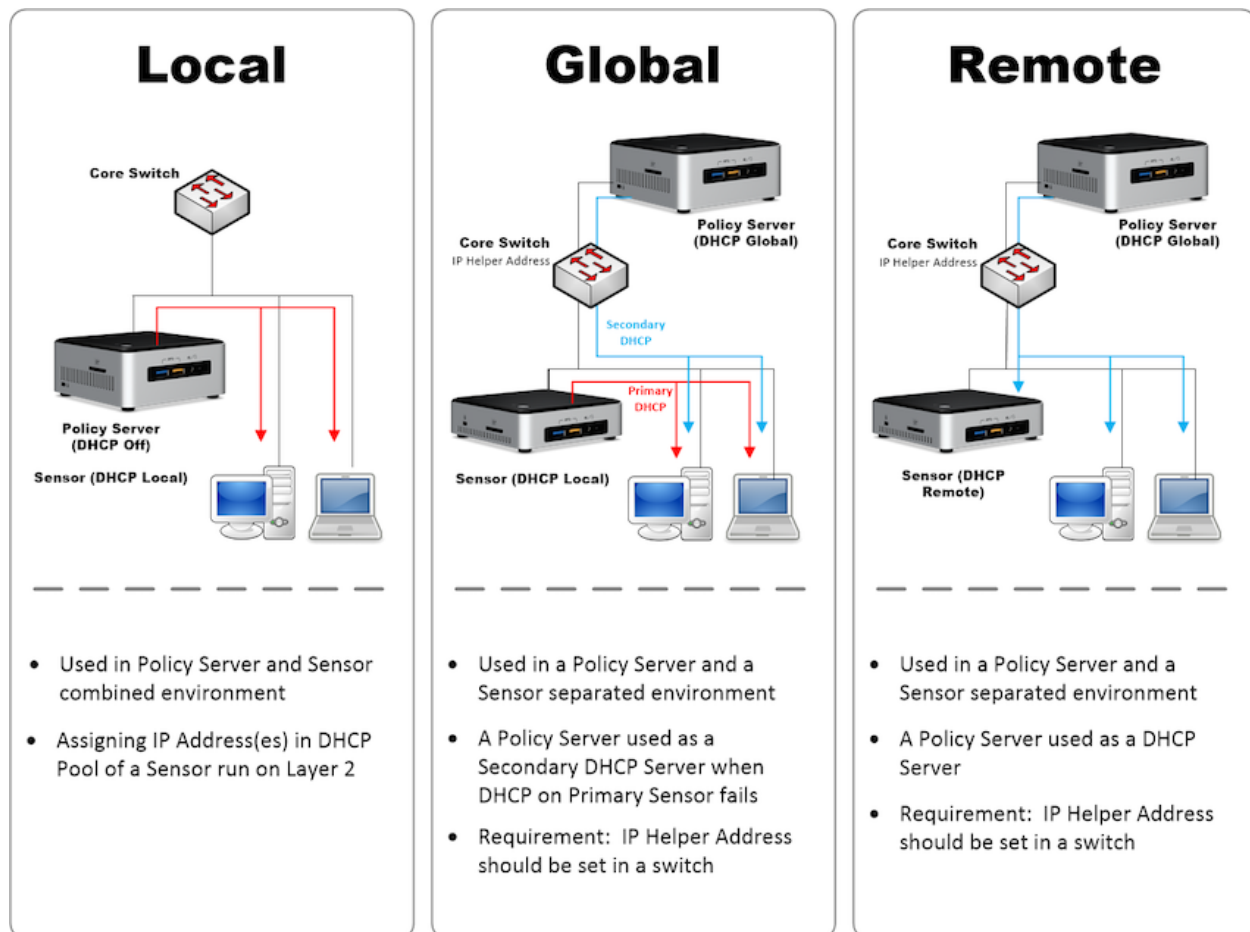 Local
Core Switch
Policy Server
(DHCP Off)
Sensor (DHCP Local)
• Used in Policy Server and Sensor
combined environment
• Assigning IP Address(es) in DHCP
Pool of a Sensor run on Layer 2
Global
Policy Server
(DHCP Global)
Core Switch
IP Helper Address
Secondary
DHCP
Primary
DHCP
Sensor (DHCP Local)
• Used in a Policy Server and a
Sensor separated environment
• A Policy Server used as a
Secondary DHCP Server when
DHCP on Primary Sensor fails
• Requirement: IP Helper Address
should be set in a switch
Remote
Policy Server
(DHCP Global)
Core Switch
IP Helper Address
Sensor (DHCP
Remote)
• Used in a Policy Server and a
Sensor separated environment
• A Policy Server used as a DHCP
Server
• Requirement: IP Helper Address
should be set in a switch